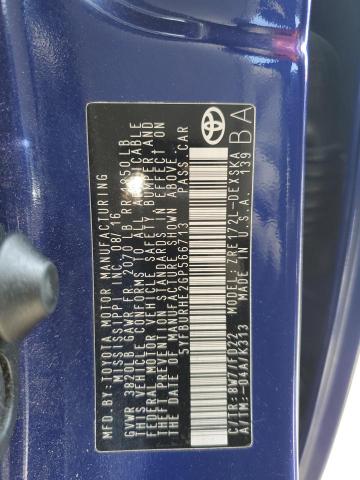 MFD. BY: TOYOTA MOTOR MANUFACTURING
MISSISSIPPI INC. 08/16
GVWR 3820LB GAWR FR 2070LB RR 1850LB
THIS VEHICLE CONFORMS TO ALL APPLICABLE
FEDERAL MOTOR VEHICLE SAFETY, BUMPER AND
THEFT PREVENTION STANDARDS IN EFFECT ON
THE DATE OF MANUFACTURE SHOWN ABOVE.
5YFBURHE2GP566713 PASS.CAR
C/TR: 8W7/FD22 ZRE172L-DEXSKA
A/TM: -04A/K313 MADE IN U.S.A. 139
TOYOTA
BA